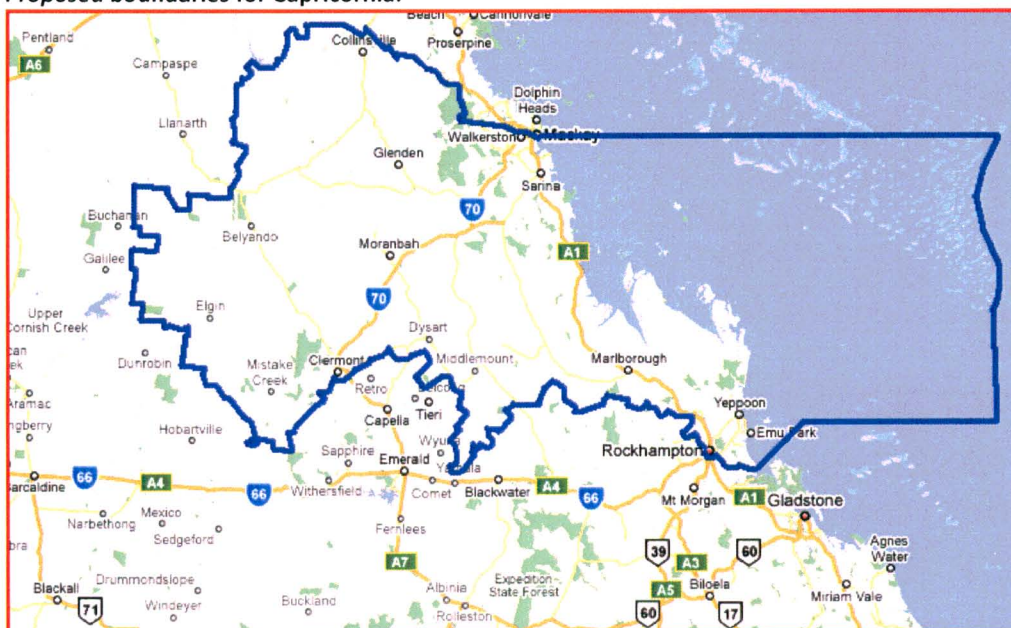 Proposed boundaries for Capricornia:
Beach
Cannonvale
Pentland
Collinsville
Proserpine
A6
Campaspe
Dolphin
Heads
Llanarth
Walkerston
Mackay
Glenden
Sarina
70
Buchanan
Belyando
Moranbah
A1
Galilee
70
Elgin
Upper
Cornish Creek
Dysart
Dunrobin
Mistake
Creek
Clermont
Middlemount
Marlborough
Retro
Aramac
Capella
Tieri
Yeppoon
Emu Park
Hobartville
Rockhampton
Sapphire
Emerald
66
A4
66
Withersfield
Comet
Blackwater
A4
66
Mt Morgan
A1
Gladstone
Barcaldine
Narbethong
Mexico
Sedgeford
Fernlees
39
60
Agnes
Water
A7
A3
Expedition
State Forest
Biloela
Drummondslope
Albinia
A5
Miriam Vale
Blackall
71
Windeyer
Buckland
Rolleston
60
17